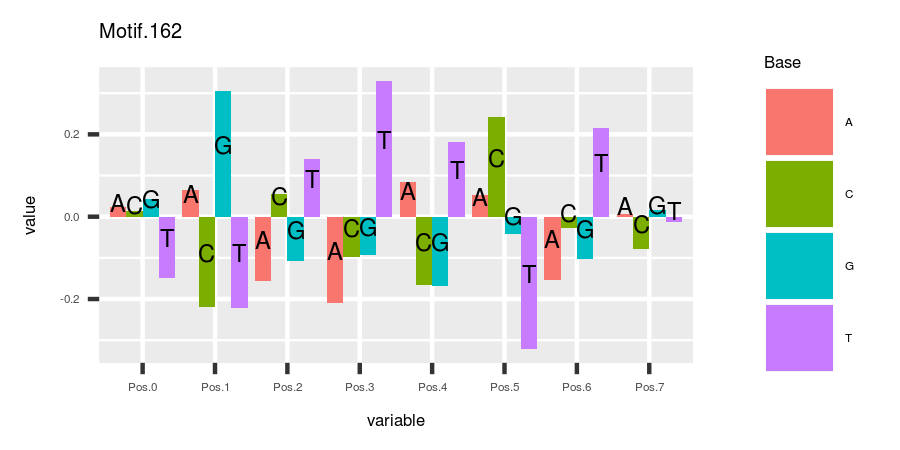 Motif.162
value
0.2
0.0
-0.2
A C G T A C G T A C G T A C G T A C G T A C G T A C G T A C G T
Pos.0 Pos.1 Pos.2 Pos.3 Pos.4 Pos.5 Pos.6 Pos.7
variable
Base
A
C
G
T